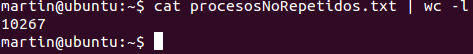 martin@ubuntu:~$ cat procesosNoRepetidos.txt | wc -l
10267
martin@ubuntu:~$